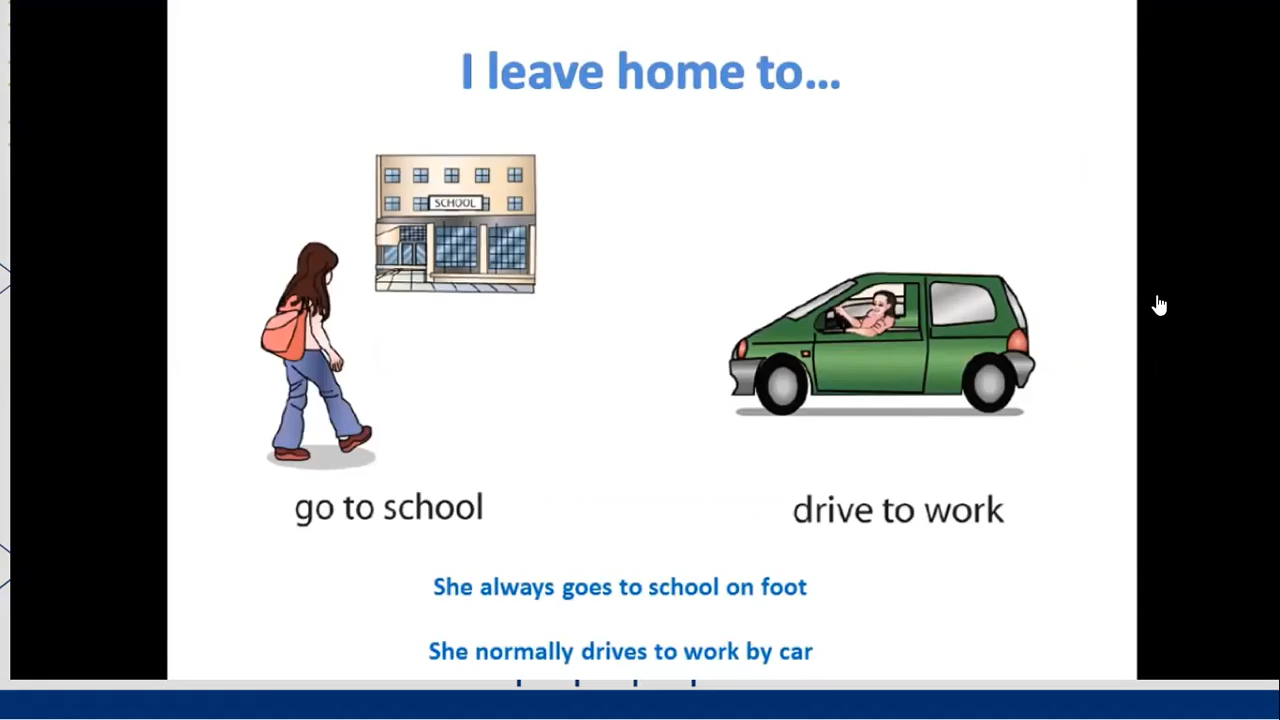 I leave home to...
SCHOOL
go to school
drive to work
She always goes to school on foot
She normally drives to work by car